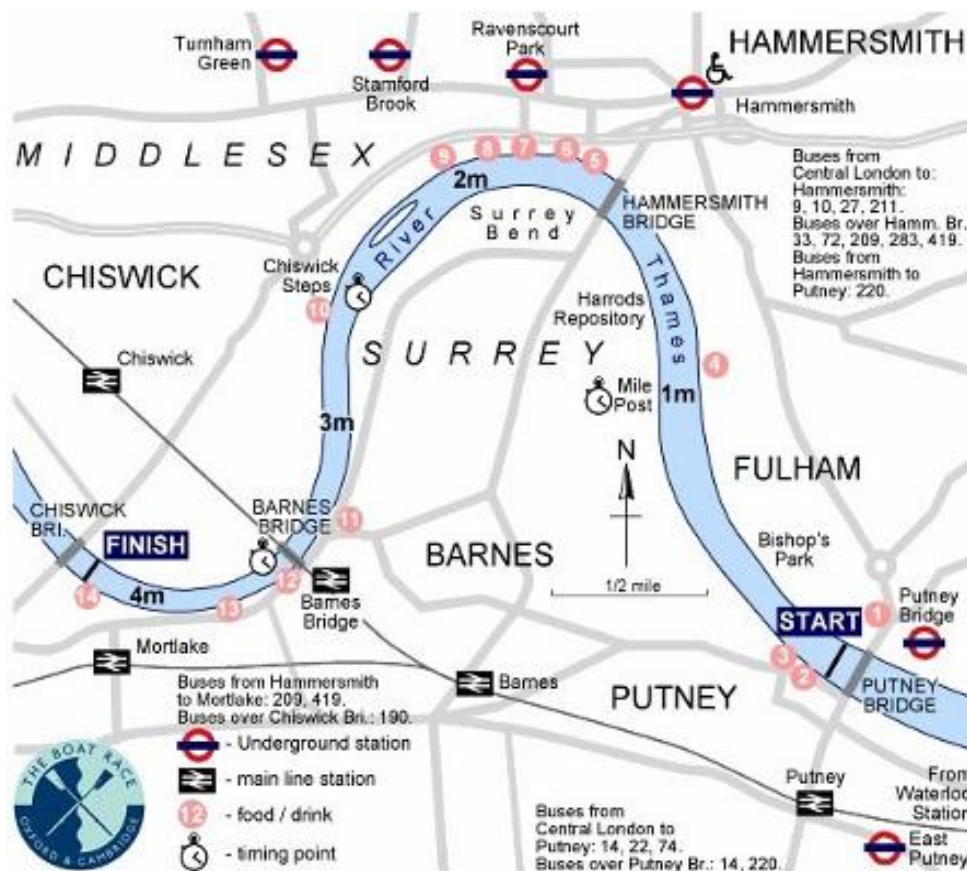 HAMMERSMITH
Turnham
Green
Stamford
Brook
Ravenscourt
Park
Hammersmith
MIDDLESEX
9
8
7
6
5
2m
River
Surrey
Bend
HAMMERSMITH
BRIDGE
Buses from
Central London to:
Hammersmith:
9, 10, 27, 211.
Buses over Hamm. Br.
33, 72, 209, 283, 419.
Buses from
Hammersmith to
Putney: 220.
CHISWICK
Chiswick
Steps
10
Thames
Harrods
Repository
SURREY
Chiswick
4
Mile
Post
1m
3m
N
FULHAM
CHISWICK
BRI.
FINISH
BARNES
BRIDGE
11
BARNES
Bishop's
Park
1/2 mile
14
4m
13
12
Barnes
Bridge
START
1
Putney
Bridge
3
2
PUTNEY
BRIDGE
Mortlake
Barnes
PUTNEY
Buses from Hammersmith
to Mortlake: 209, 419.
Buses over Chiswick Bri.: 190.
- Underground station
- main line station
12 - food / drink
- timing point
THE BOAT RACE
OXFORD & CAMBRIDGE
Putney
From
Waterloo
Station
East
Putney
Buses from
Central London to
Putney: 14, 22, 74.
Buses over Putney Br.: 14, 220.